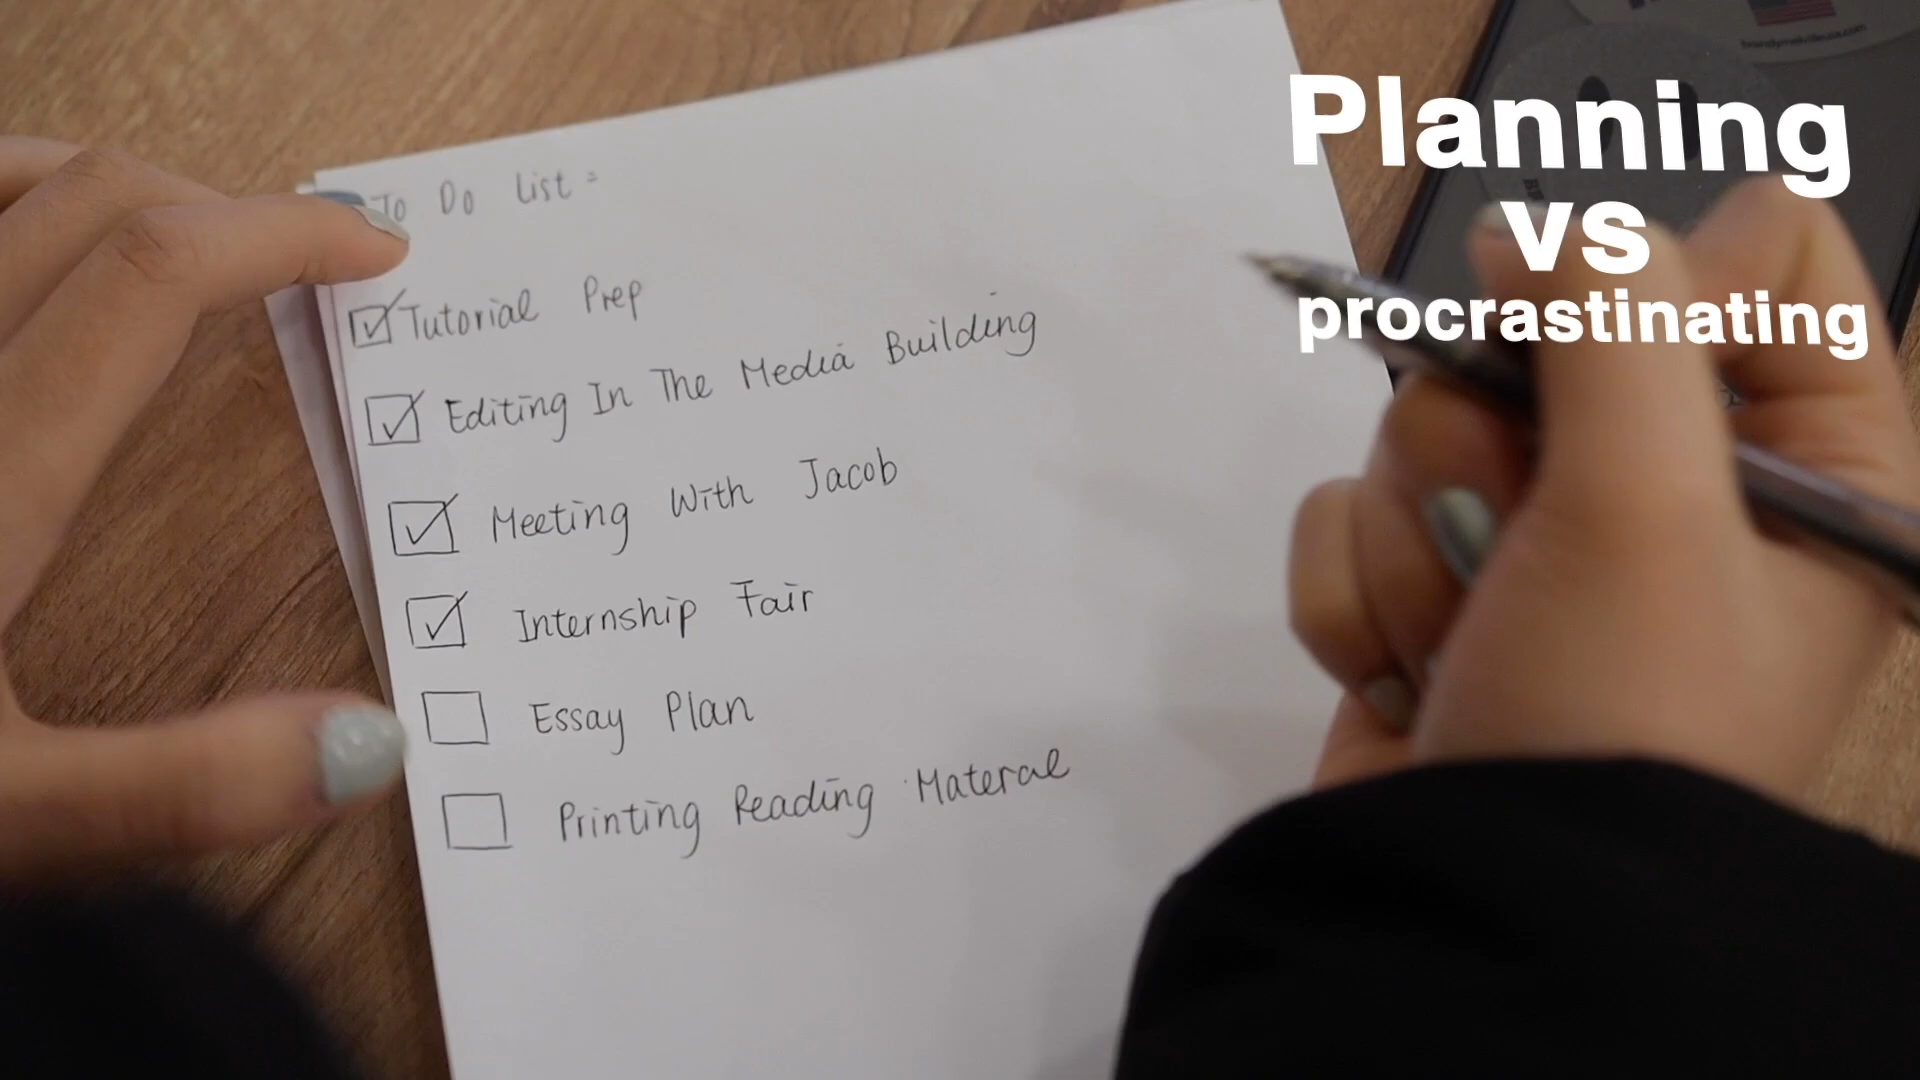 Planning
vs
procrastinating
To Do List:
Tutorial Prep
Editing In The Media Building
Meeting With Jacob
Internship Fair
Essay Plan
Printing Reading Materal